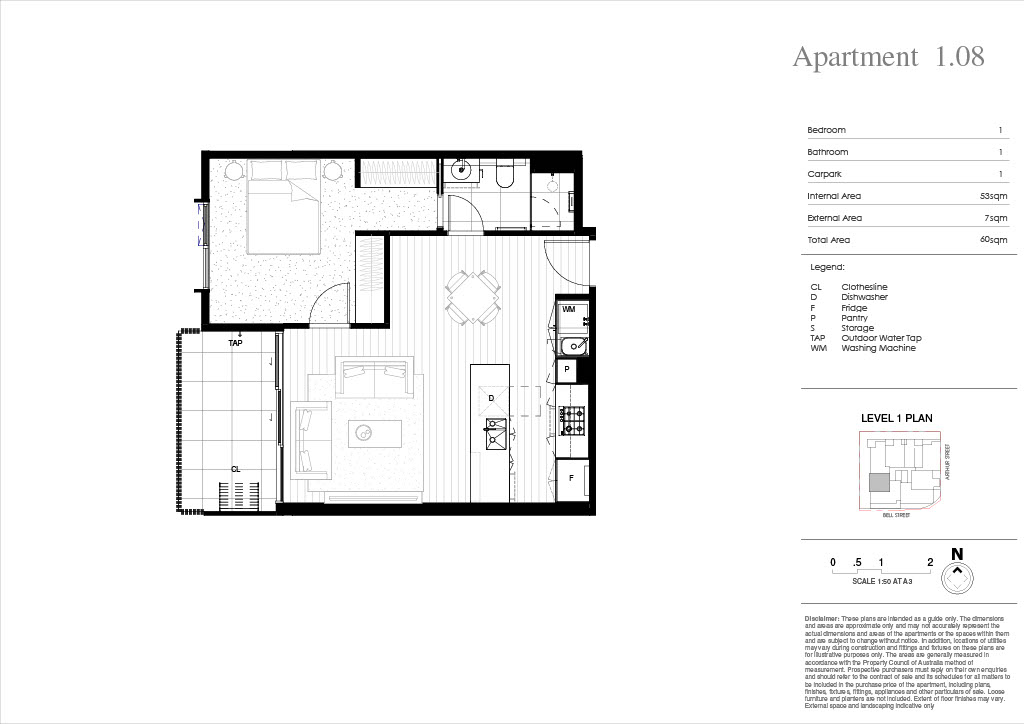 Apartment 1.08
Bedroom 1
Bathroom 1
Carpark 1
Internal Area 53sqm
External Area 7sqm
Total Area 60sqm
Legend:
CL Clothesline
D Dishwasher
F Fridge
P Pantry
S Storage
TAP Outdoor Water Tap
WM Washing Machine
WM
TAP
P
D
CL
F
LEVEL 1 PLAN
ARTHUR STREET
BELL STREET
N
0 .5 1 2
SCALE 1:50 AT A3
Disclaimer: These plans are intended as a guide only. The dimensions
and areas are approximate only and may not accurately represent the
actual dimensions and areas of the apartments or the spaces within them
and are subject to change without notice. In addition, locations of utilities
may vary during construction and fittings and fixtures on these plans are
for illustrative purposes only. The areas are generally measured in
accordance with the Property Council of Australia method of
measurement. Prospective purchasers must reply on their own enquiries
and should refer to the contract of sale and its schedules for all matters to
be included in the purchase price of the apartment, including plans,
finishes, fixtures, fittings, appliances and other particulars of sale. Loose
furniture and planters are not included. Extent of floor finishes may vary.
External space and landscaping indicative only